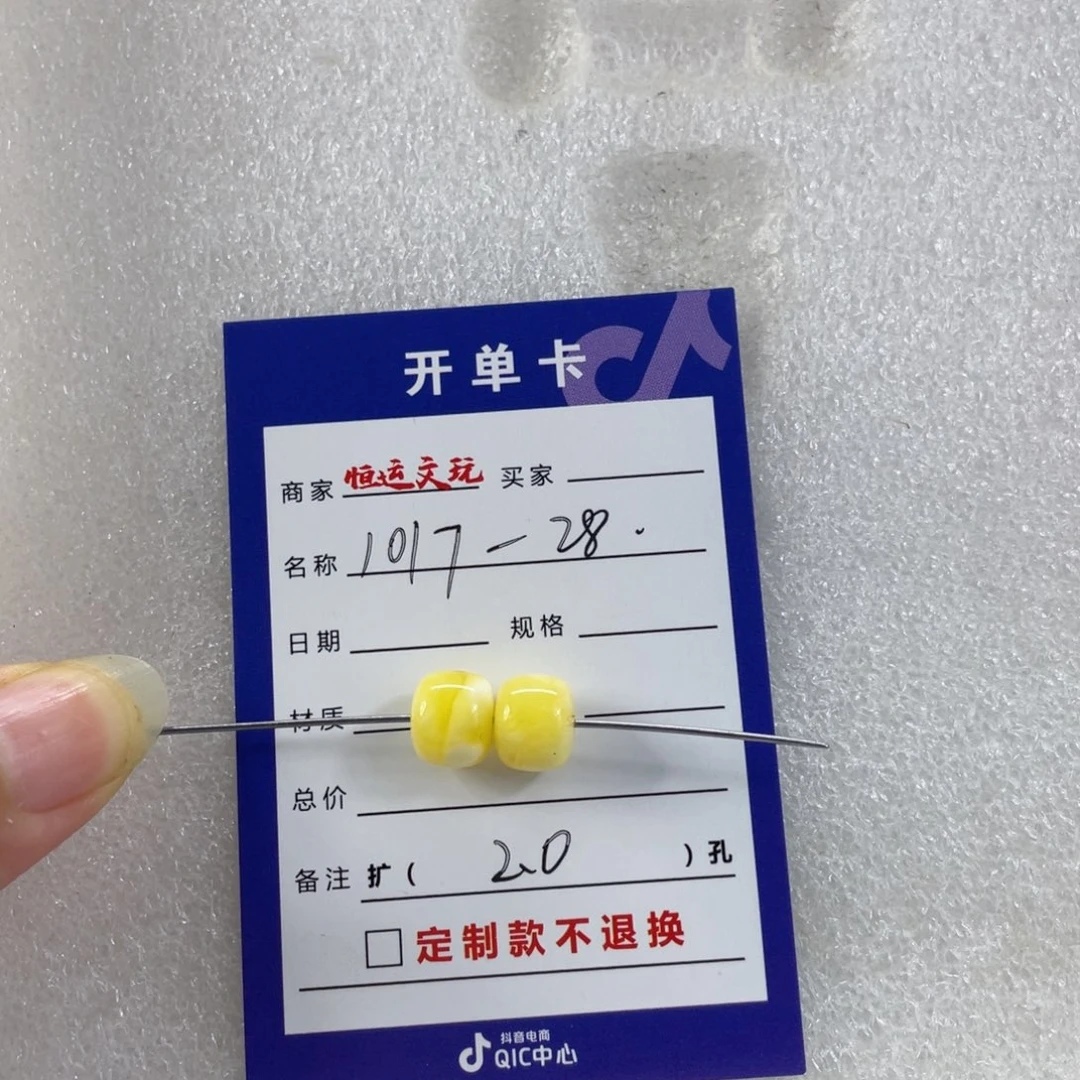 开单卡
商家 恒运文玩 买家
名称 1017-28.
日期 规格
材质
总价
备注 扩( 2.0 )孔
定制款不退换
抖音电商
QIC中心